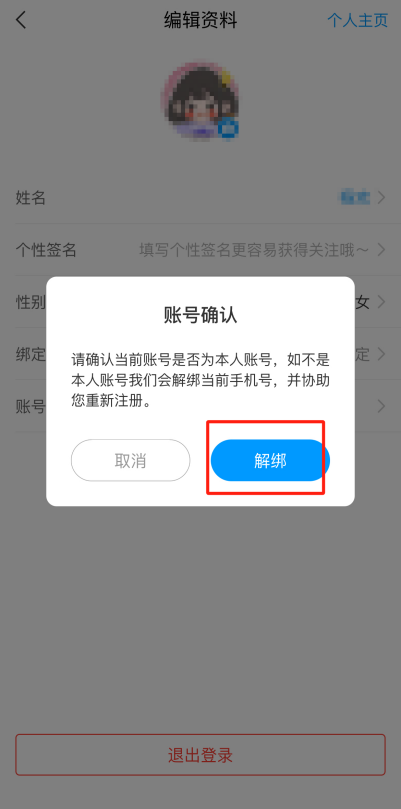 编辑资料
个人主页
姓名
个性签名
填写个性签名更容易获得关注哦～
性别
女
绑定
定
账号
账号确认
请确认当前账号是否为本人账号，如不是
本人账号我们会解绑当前手机号，并协助
您重新注册。
取消
解绑
退出登录